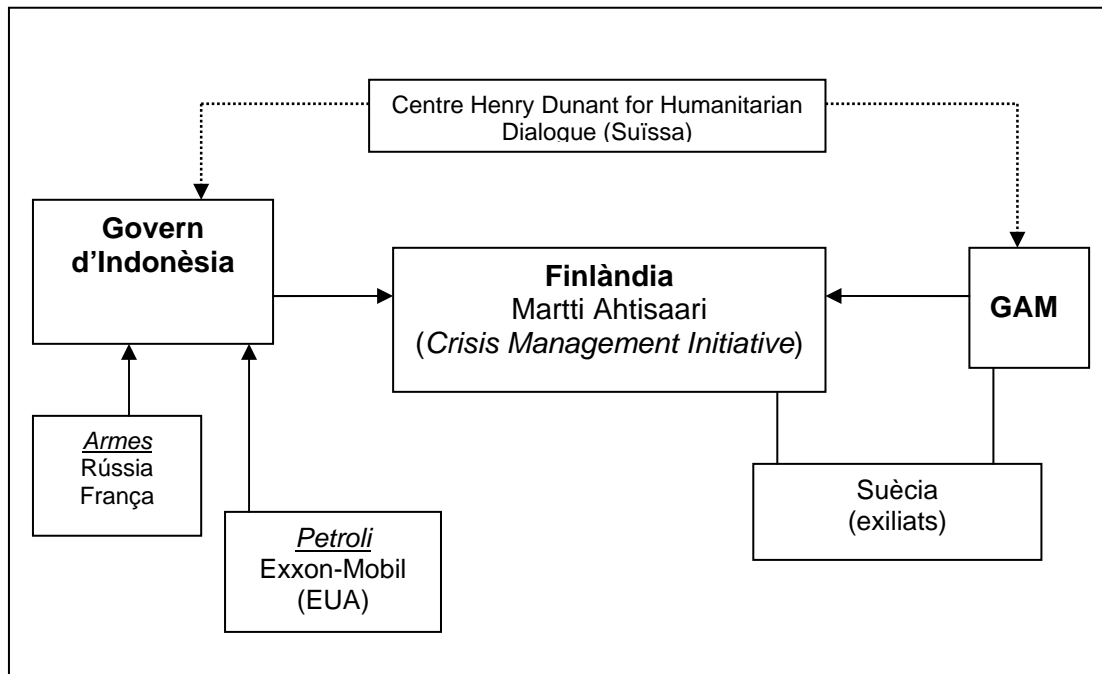 Centre Henry Dunant for Humanitarian
Dialogue (Suïssa)
Govern
d’Indonèsia
Finlàndia
Martti Ahtisaari
(Crisis Management Initiative)
GAM
Armes
Rússia
França
Petroli
Exxon-Mobil
(EUA)
Suècia
(exiliats)